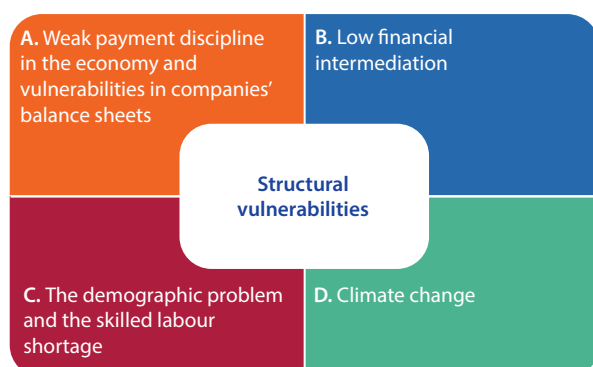 A. Weak payment discipline
in the economy and
vulnerabilities in companies’
balance sheets
B. Low financial
intermediation
Structural
vulnerabilities
C. The demographic problem
and the skilled labour
shortage
D. Climate change